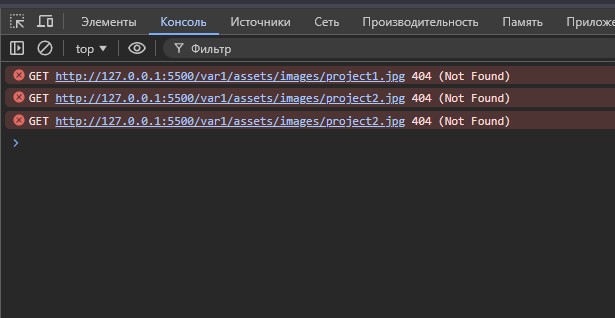 Элементы Консоль Источники Сеть Производительность Память Приложе
top Фильтр
GET http://127.0.0.1:5500/var1/assets/images/project1.jpg 404 (Not Found)
GET http://127.0.0.1:5500/var1/assets/images/project2.jpg 404 (Not Found)
GET http://127.0.0.1:5500/var1/assets/images/project2.jpg 404 (Not Found)